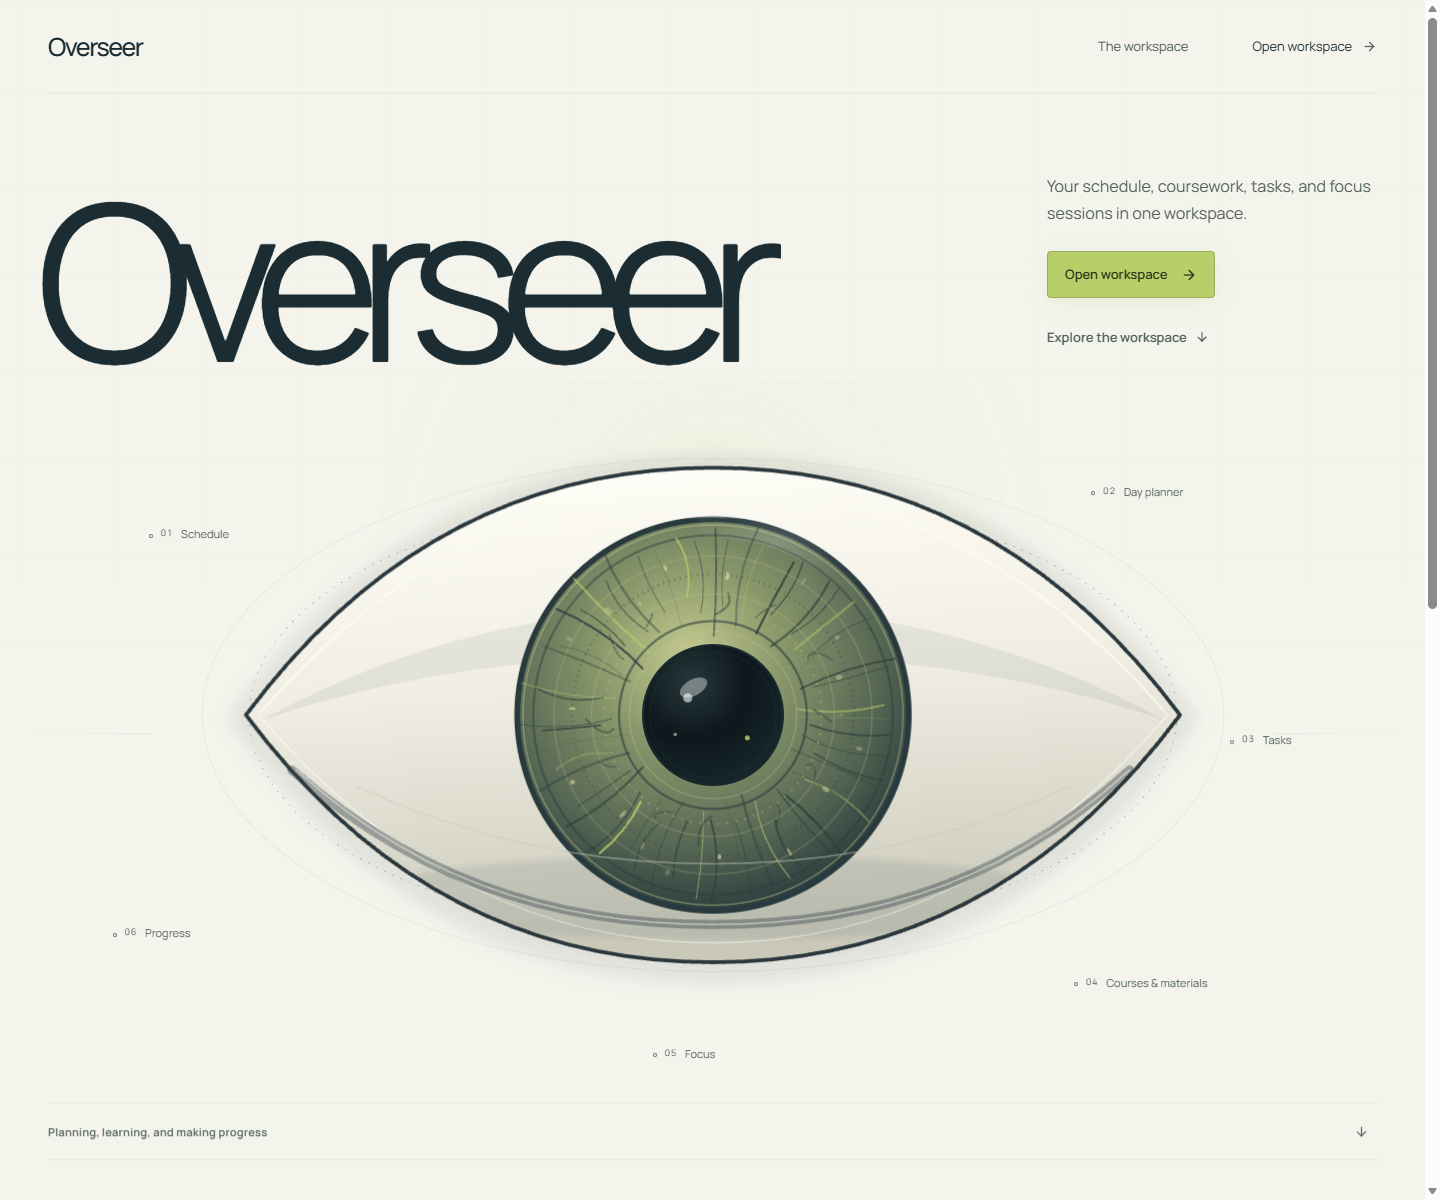 Overseer
The workspace
Open workspace →
Overseer
Your schedule, coursework, tasks, and focus
sessions in one workspace.
Open workspace →
Explore the workspace ↓
02 Day planner
01 Schedule
03 Tasks
06 Progress
04 Courses & materials
05 Focus
Planning, learning, and making progress ↓